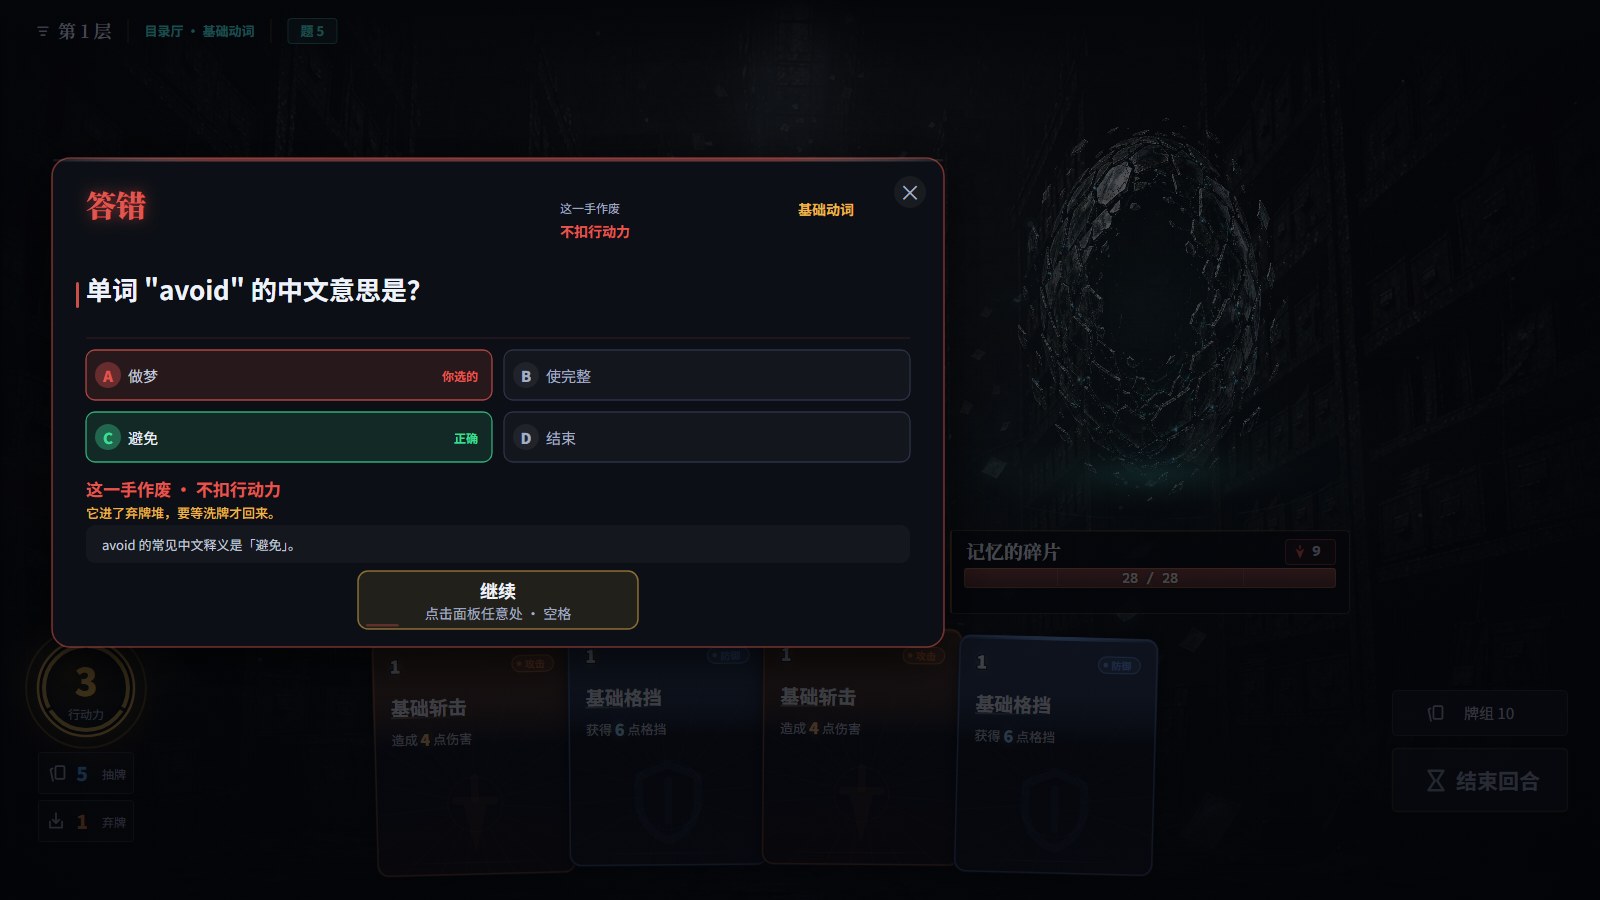 第 1 层
目录厅 · 基础动词
题 5
答错
这一手作废
不扣行动力
基础动词
单词 "avoid" 的中文意思是?
A 做梦 你选的
B 使完整
C 避免 正确
D 结束
这一手作废 · 不扣行动力
它进了弃牌堆，要等洗牌才回来。
avoid 的常见中文释义是「避免」。
继续
点击面板任意处 · 空格
记忆的碎片
9
28 / 28
3
行动力
5 抽牌
1 弃牌
1 攻击
基础斩击
造成 4 点伤害
1 防御
基础格挡
获得 6 点格挡
1 攻击
基础斩击
造成 4 点伤害
1 防御
基础格挡
获得 6 点格挡
牌组 10
结束回合